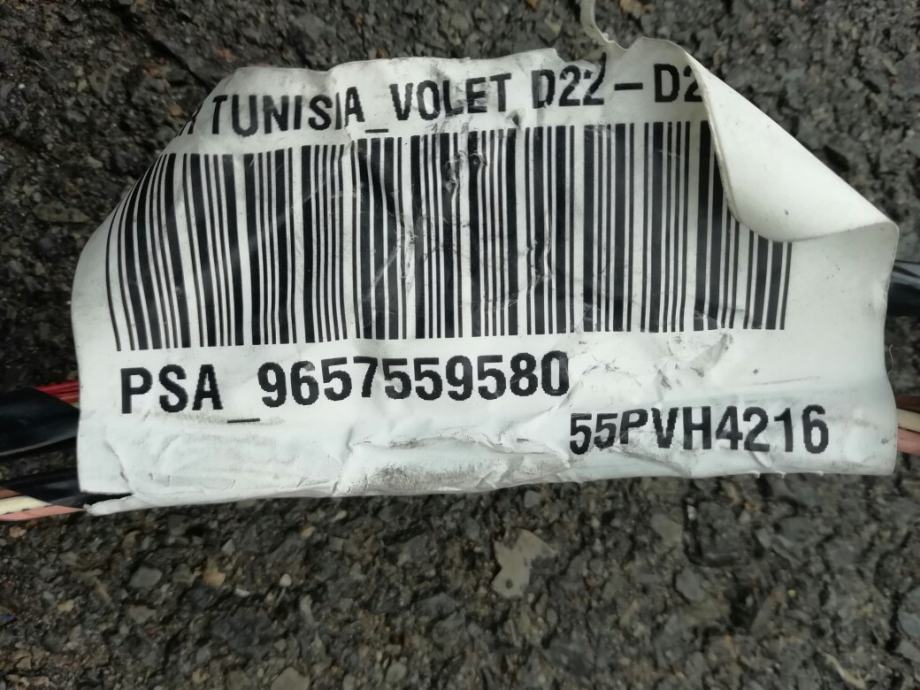 TUNISIA_VOLET D22-D2
PSA_9657559580
55PVH4216